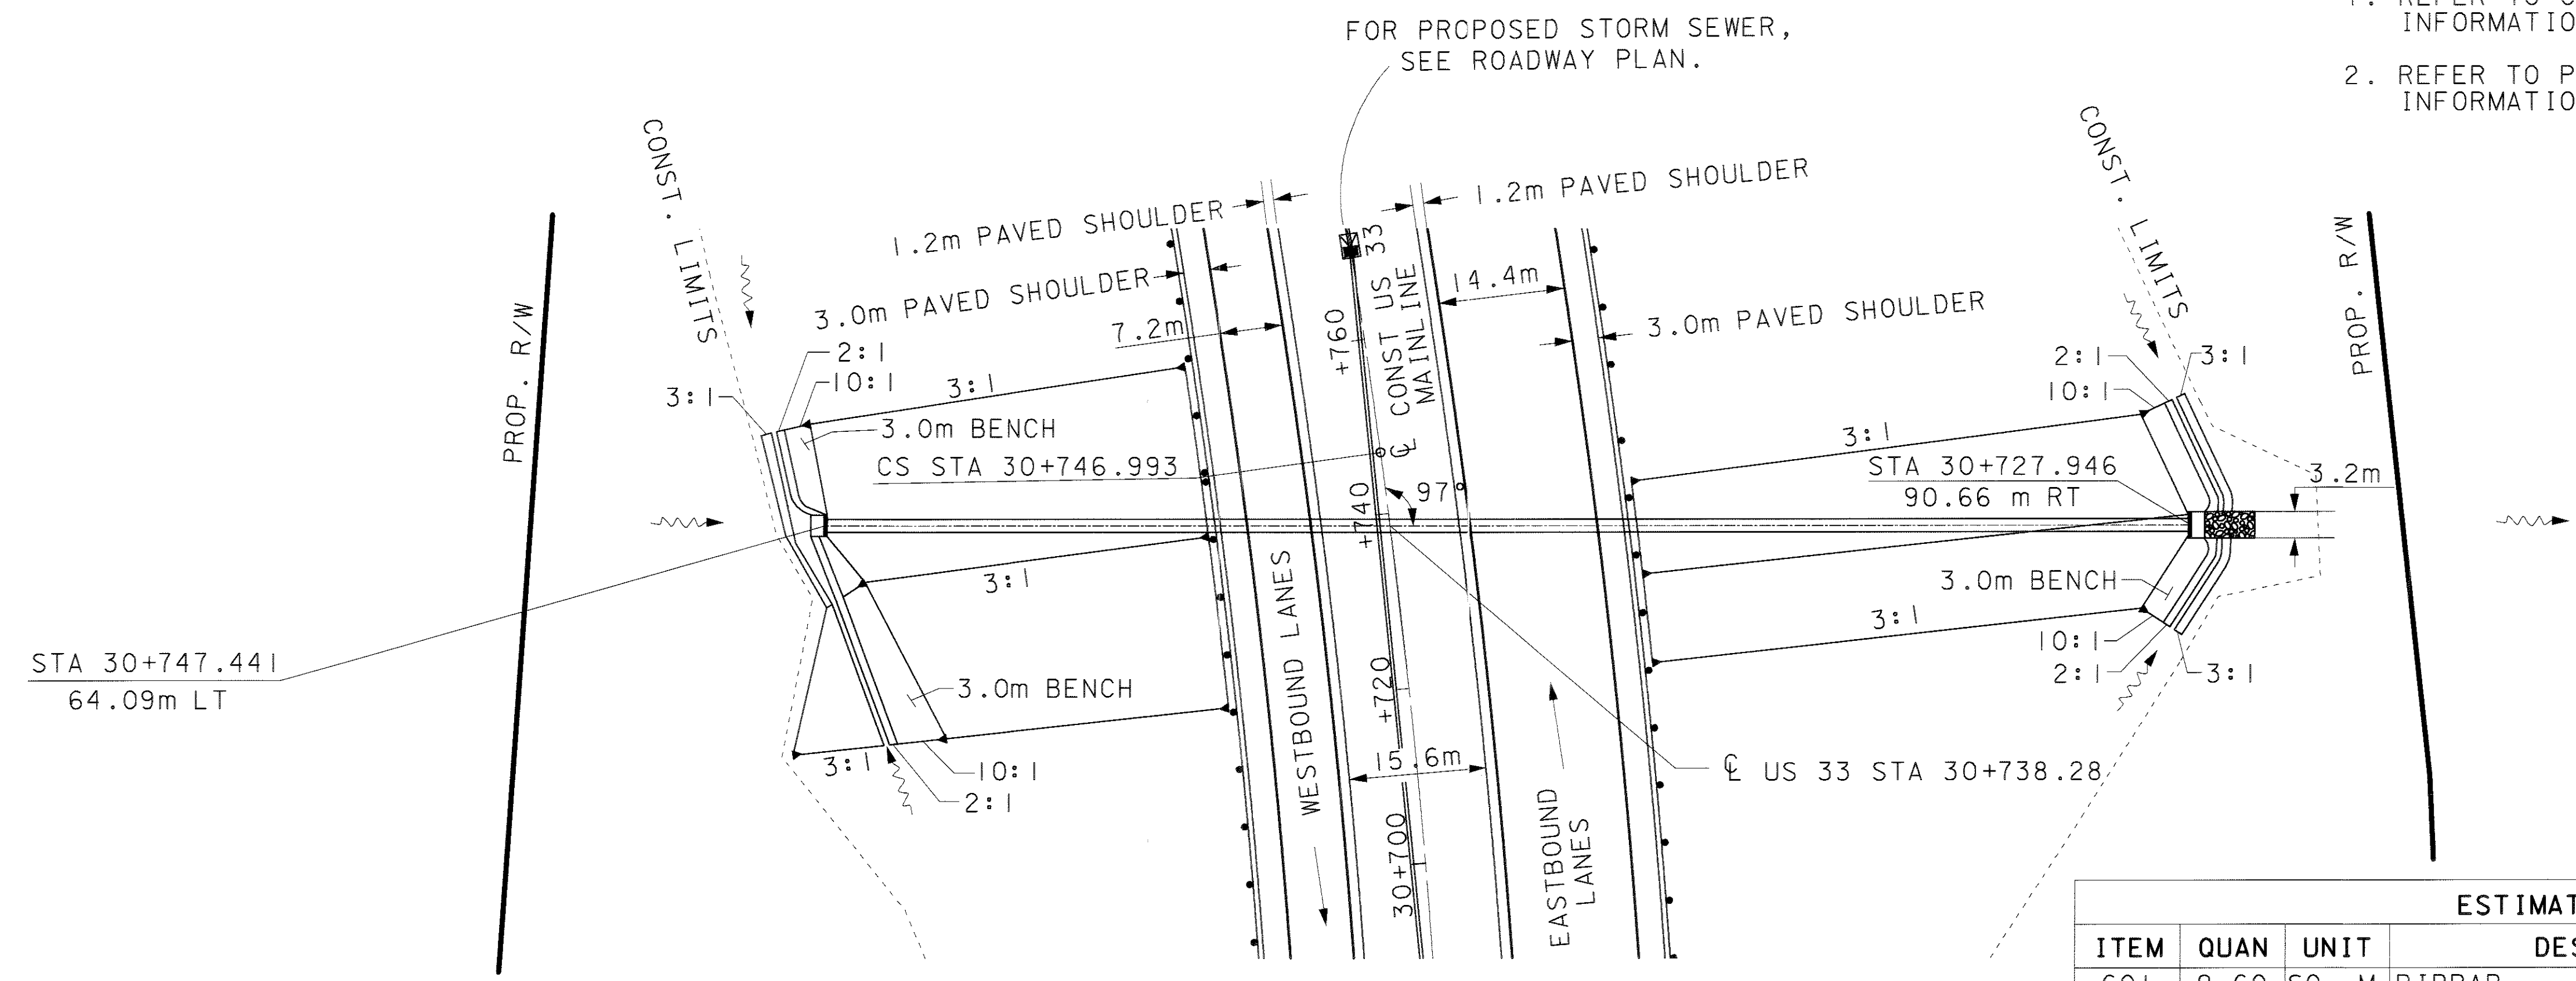 FOR PROPOSED STORM SEWER,
SEE ROADWAY PLAN.
INFORMATIO
2. REFER TO P
INFORMATIO
CONST. LIMITS
PROP. R/W
1.2m PAVED SHOULDER
3.0m PAVED SHOULDER
7.2m
2:1
10:1
3:1
3:1
3.0m BENCH
CS STA 30+746.993
STA 30+747.441
64.09m LT
3:1
3.0m BENCH
3:1
10:1
2:1
WESTBOUND LANES
+760
+740
+720
30+700
℄ CONST US 33
MAINLINE
97°
15.6m
1.2m PAVED SHOULDER
14.4m
3.0m PAVED SHOULDER
EASTBOUND
LANES
℄ US 33 STA 30+738.28
CONST. LIMITS
PROP. R/W
2:1
3:1
10:1
3:1
STA 30+727.946
90.66 m RT
3.2m
3.0m BENCH
3:1
10:1
2:1
3:1
ESTIMAT
ITEM QUAN UNIT DES